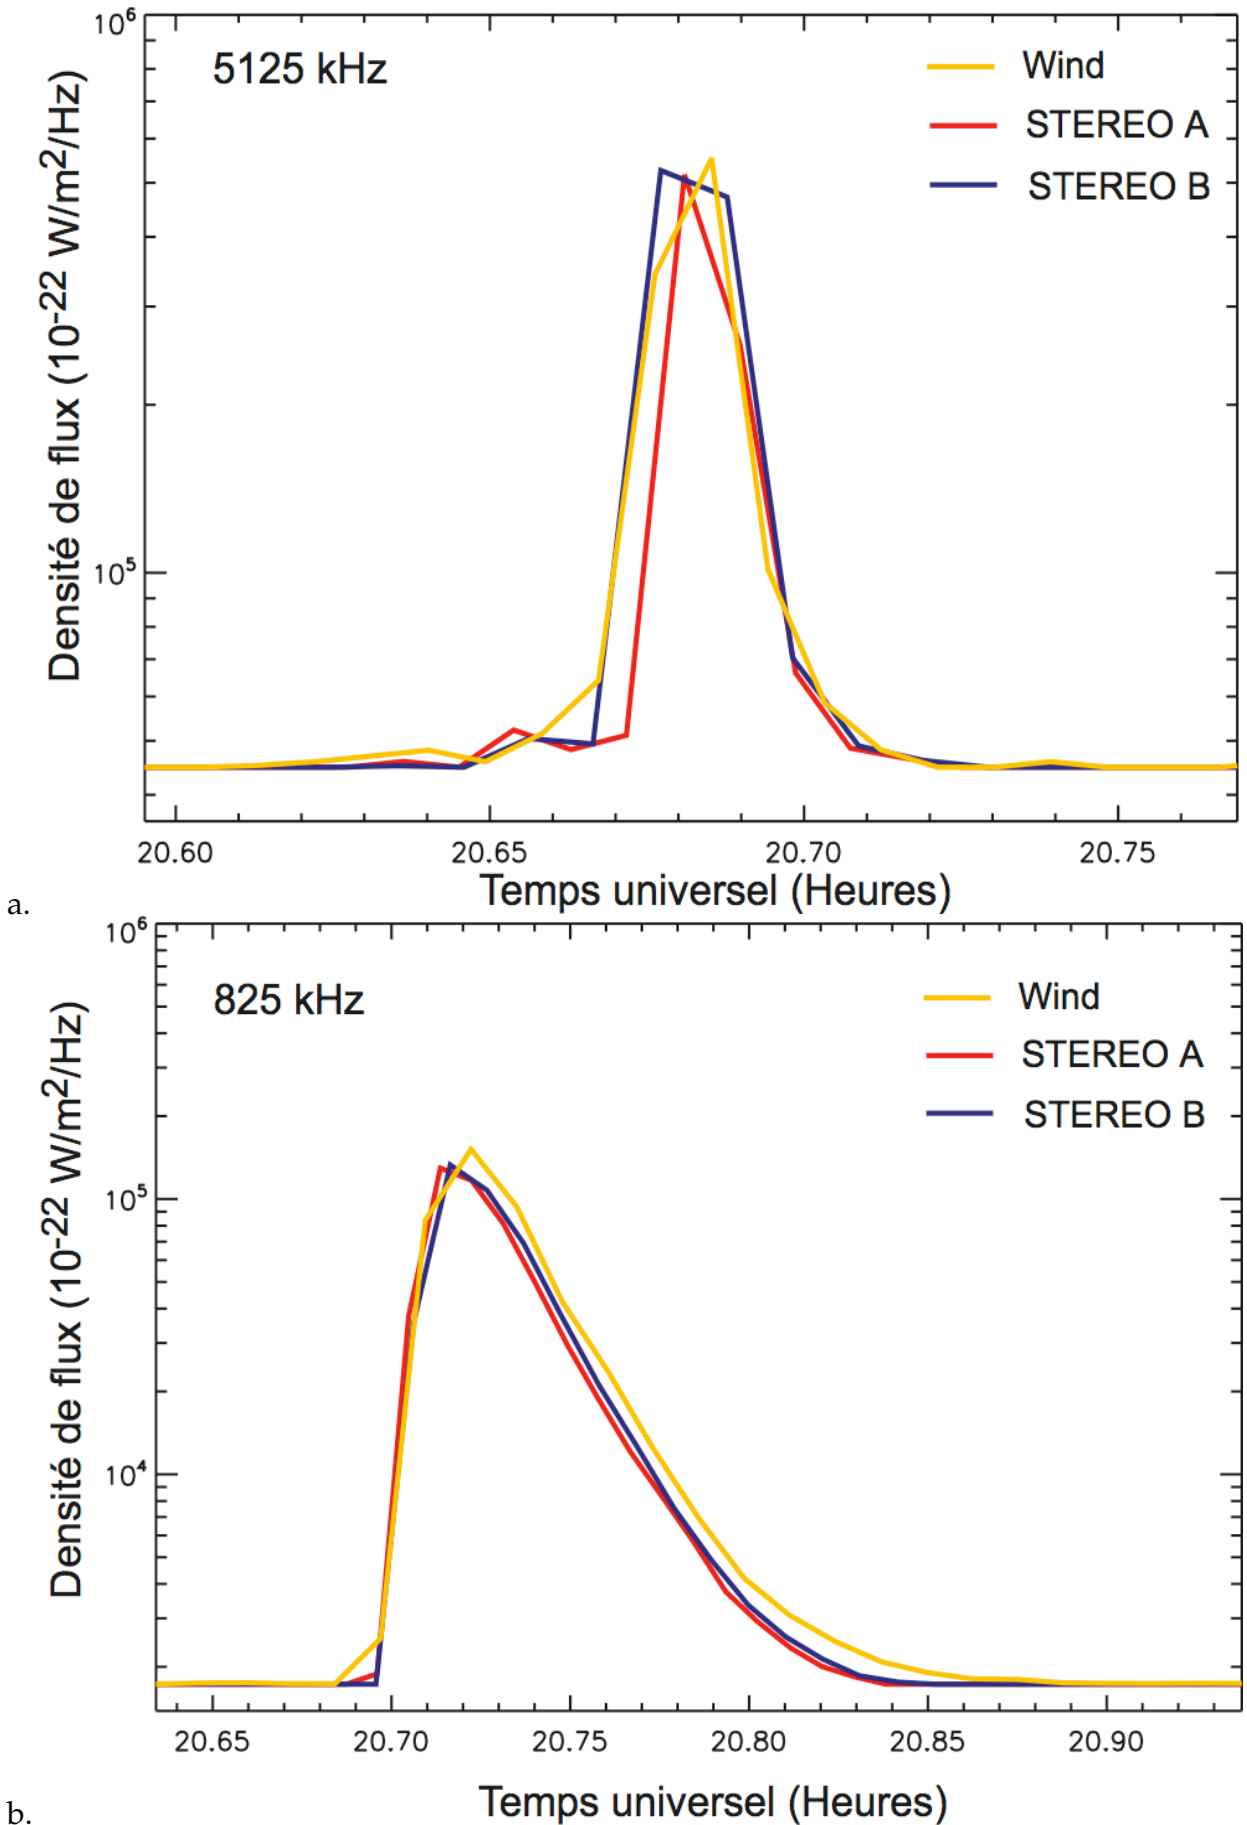 10⁶
5125 kHz
Wind
STEREO A
STEREO B
Densité de flux (10⁻²² W/m²/Hz)
10⁵
20.60 20.65 20.70 20.75
Temps universel (Heures)
a.
10⁶
825 kHz
Wind
STEREO A
STEREO B
Densité de flux (10⁻²² W/m²/Hz)
10⁵
10⁴
20.65 20.70 20.75 20.80 20.85 20.90
Temps universel (Heures)
b.